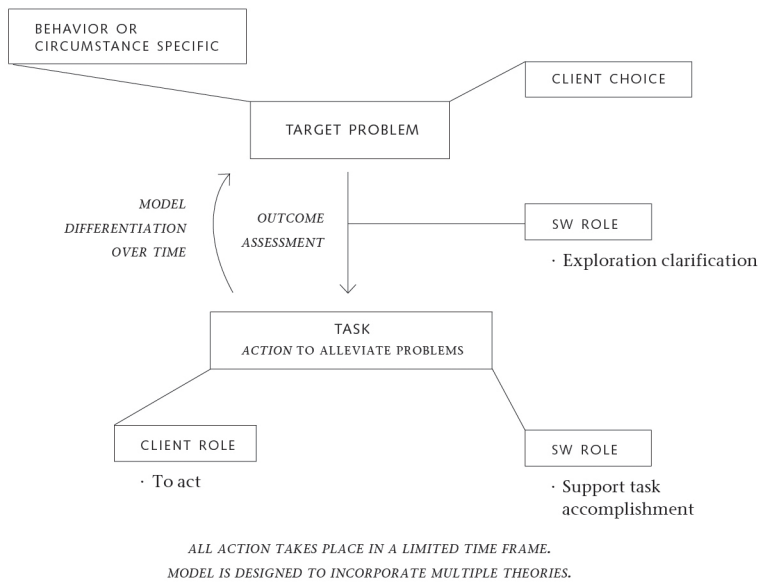 BEHAVIOR OR
CIRCUMSTANCE SPECIFIC
CLIENT CHOICE
TARGET PROBLEM
MODEL
DIFFERENTIATION
OVER TIME
OUTCOME
ASSESSMENT
SW ROLE
· Exploration clarification
TASK
ACTION TO ALLEVIATE PROBLEMS
CLIENT ROLE
· To act
SW ROLE
· Support task
accomplishment
ALL ACTION TAKES PLACE IN A LIMITED TIME FRAME.
MODEL IS DESIGNED TO INCORPORATE MULTIPLE THEORIES.